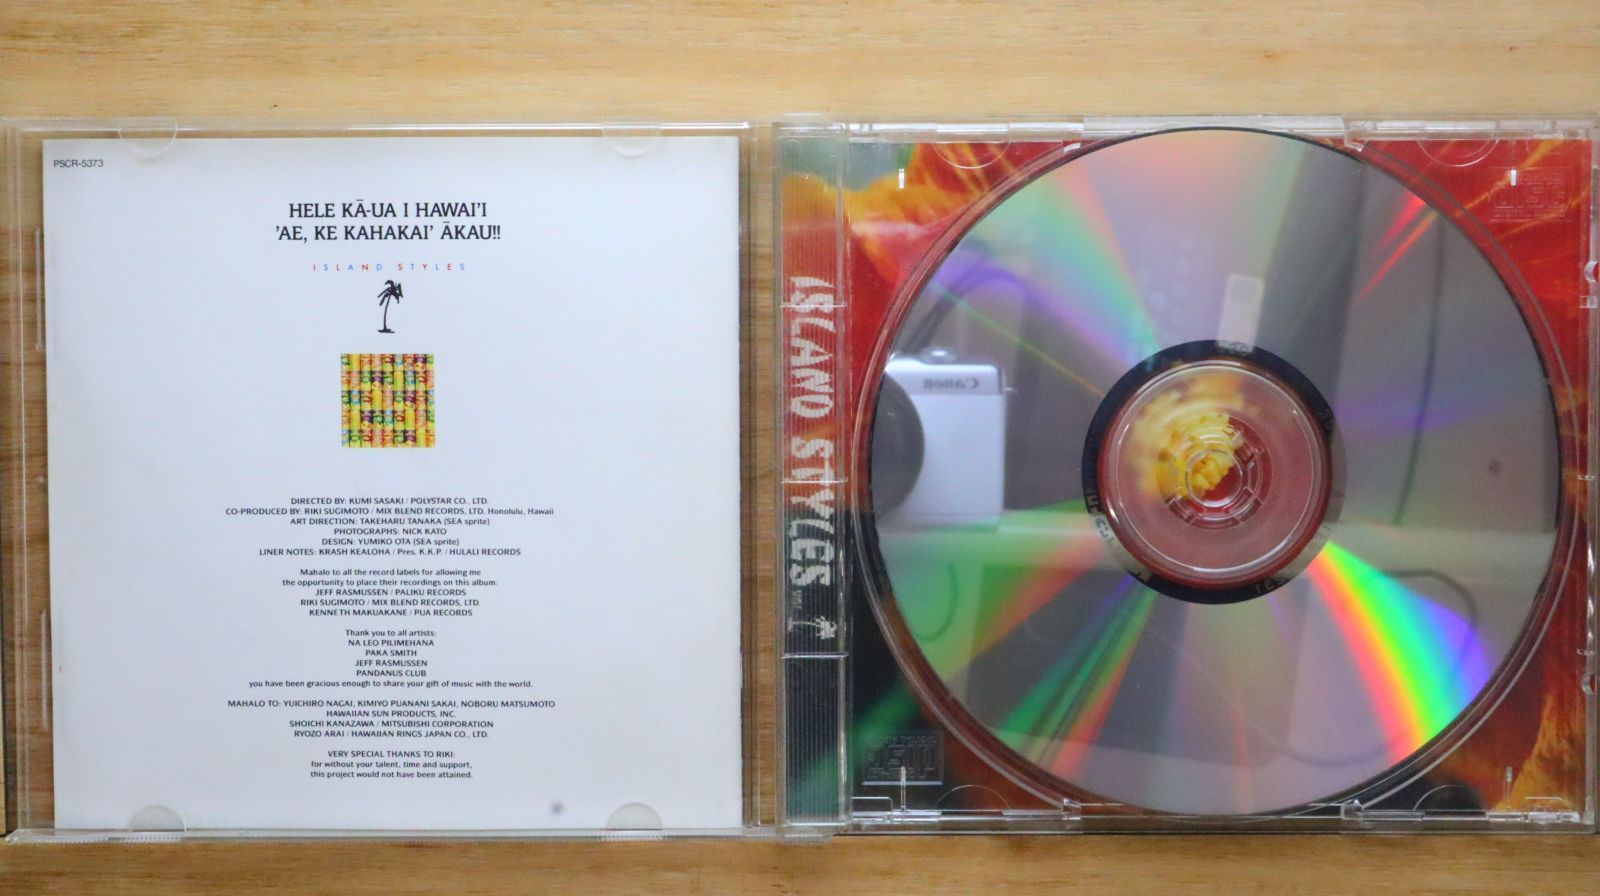 PSCR-5373
HELE KĀ-UA I HAWAI'I
'AE, KE KAHAKAI' ĀKAU!!
ISLAND STYLES
DIRECTED BY: KUMI SASAKI / POLYSTAR CO., LTD.
CO-PRODUCED BY: RIKI SUGIMOTO / MIX BLEND RECORDS, LTD. Honolulu, Hawaii
ART DIRECTION: TAKEHARU TANAKA (SEA sprite)
PHOTOGRAPHS: NICK KATO
DESIGN: YUMIKO OTA (SEA sprite)
LINER NOTES: KRASH KEALOHA / Pres. K.K.P. / HULALI RECORDS
Mahalo to all the record labels for allowing me
the opportunity to place their recordings on this album:
JEFF RASMUSSEN / PALIKU RECORDS
RIKI SUGIMOTO / MIX BLEND RECORDS, LTD.
KENNETH MAKUAKANE / PUA RECORDS
Thank you to all artists:
NA LEO PILIMEHANA
PAKA SMITH
JEFF RASMUSSEN
PANDANUS CLUB
you have been gracious enough to share your gift of music with the world.
MAHALO TO: YUICHIRO NAGAI, KIMIYO PUANANI SAKAI, NOBORU MATSUMOTO
HAWAIIAN SUN PRODUCTS, INC.
SHOICHI KANAZAWA / MITSUBISHI CORPORATION
RYOZO ARAI / HAWAIIAN RINGS JAPAN CO., LTD.
VERY SPECIAL THANKS TO RIKI:
for without your talent, time and support,
this project would not have been attained.
ISLAND STYLES VOL.
Canon